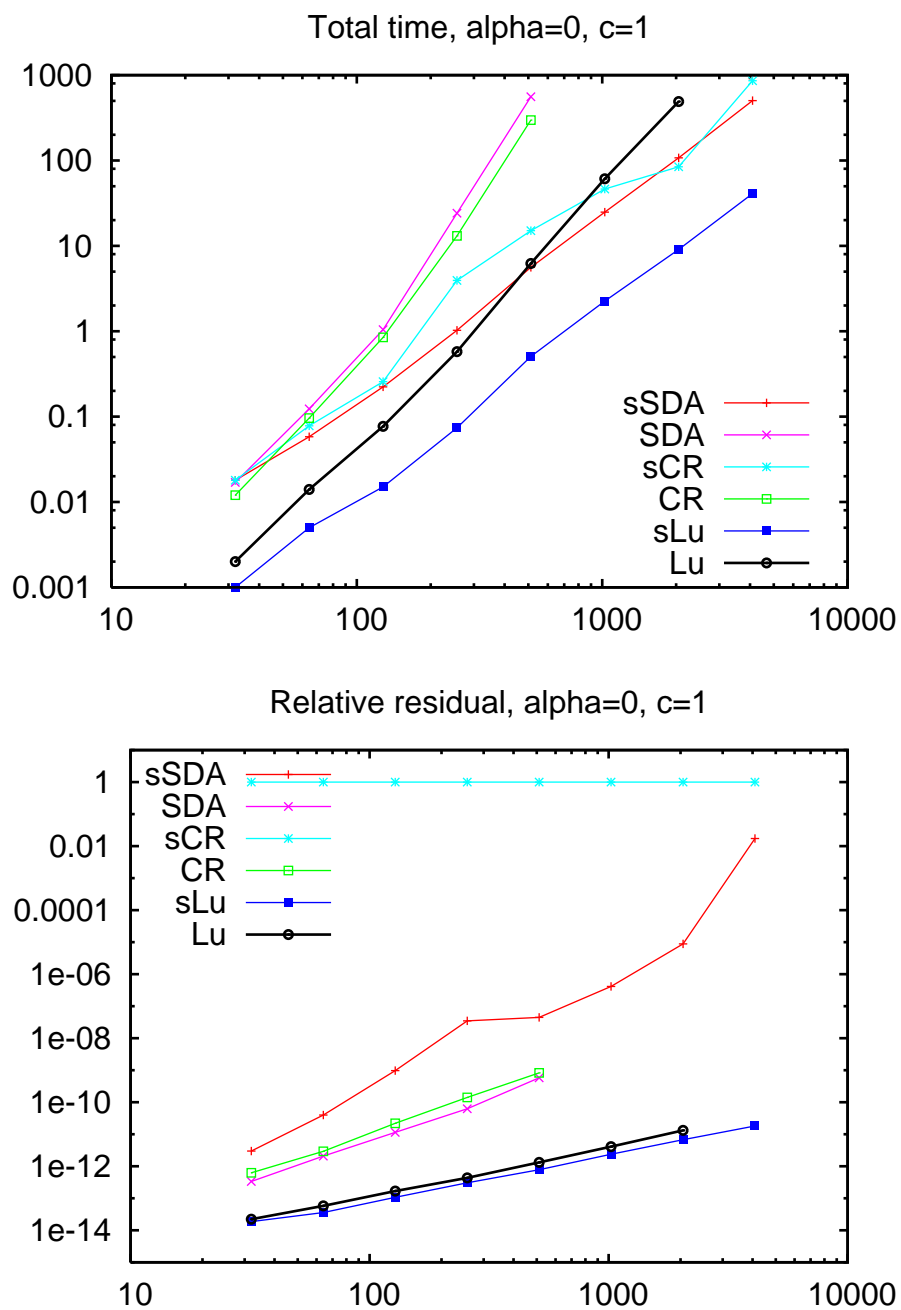 Total time, alpha=0, c=1
1000
100
10
1
0.1
0.01
0.001
sSDA
SDA
sCR
CR
sLu
Lu
10 100 1000 10000
Relative residual, alpha=0, c=1
1
0.01
0.0001
1e-06
1e-08
1e-10
1e-12
1e-14
sSDA
SDA
sCR
CR
sLu
Lu
10 100 1000 10000